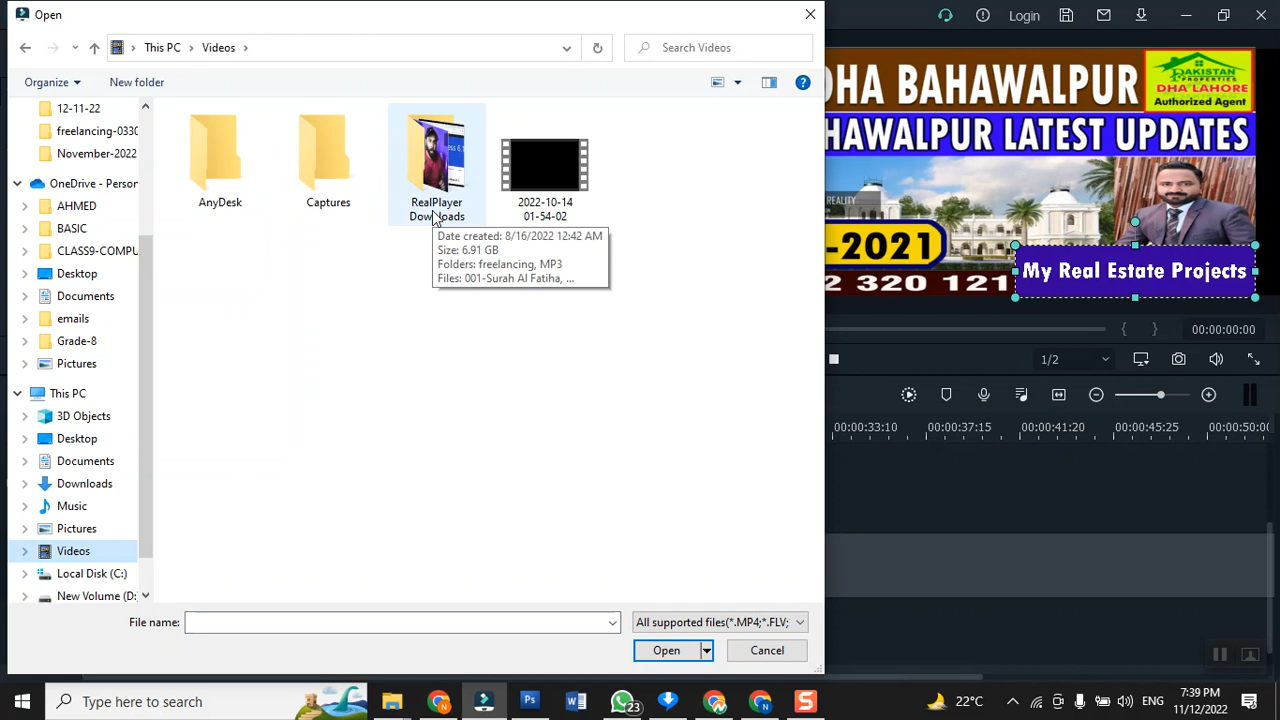 Open
Login
This PC
Videos
Search Videos
Organize
New folder
12-11-22
freelancing-0330
November-2022
OneDrive - Person
AHMED
BASIC
CLASS9-COMPU
Desktop
Documents
emails
Grade-8
Pictures
This PC
3D Objects
Desktop
Documents
Downloads
Music
Pictures
Videos
Local Disk (C:)
New Volume (D:
AnyDesk
Captures
RealPlayer
Downloads
2022-10-14
01-54-02
Date created: 8/16/2022 12:42 AM
Size: 6.91 GB
Folders: freelancing, MP3
Files: 001-Surah Al Fatiha, ...
File name:
All supported files(*.MP4;*.FLV;
Open
Cancel
DHA BAHAWALPUR
PAKISTAN
PROPERTIES
DHA LAHORE
Authorized Agent
HAWALPUR LATEST UPDATES
REALITY
-2021
My Real Estate Projects
32 121
00:00:00:00
1/2
00:00:33:10
00:00:37:15
00:00:41:20
00:00:45:25
00:00:50:00
Type here to search
23
22°C
ENG
7:39 PM
11/12/2022